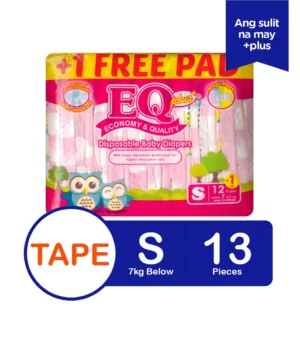 Ang sulit
na may
+plus
+1 FREE PAD
EQ plus
ECONOMY & QUALITY
Disposable Baby Diapers
S 12 +1
TAPE
S
7kg Below
13
Pieces